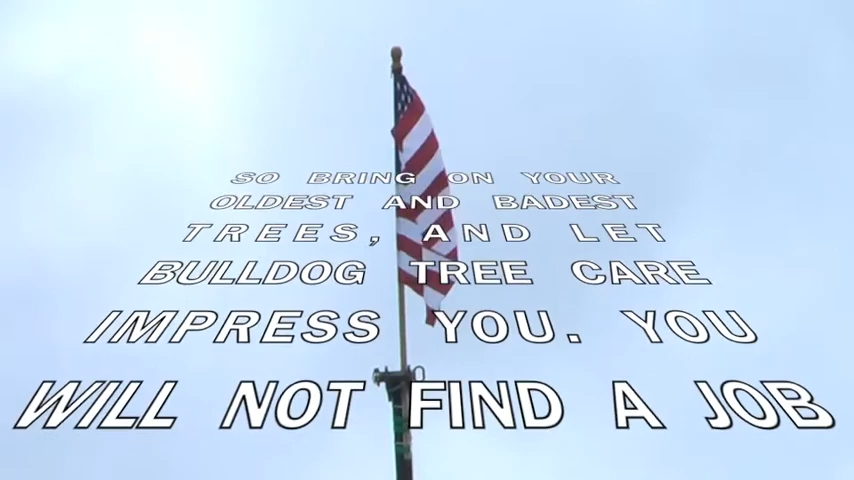 SO BRING ON YOUR
OLDEST AND BADEST
TREES, AND LET
BULLDOG TREE CARE
IMPRESS YOU. YOU
WILL NOT FIND A JOB